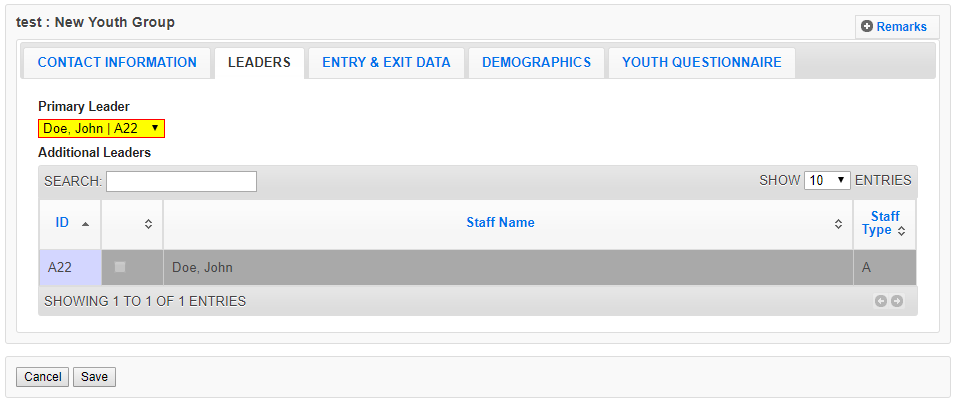 test : New Youth Group
Remarks
CONTACT INFORMATION LEADERS ENTRY & EXIT DATA DEMOGRAPHICS YOUTH QUESTIONNAIRE
Primary Leader
Doe, John | A22
Additional Leaders
SEARCH: SHOW 10 ENTRIES
ID Staff Name Staff Type
A22 Doe, John A
SHOWING 1 TO 1 OF 1 ENTRIES
Cancel Save